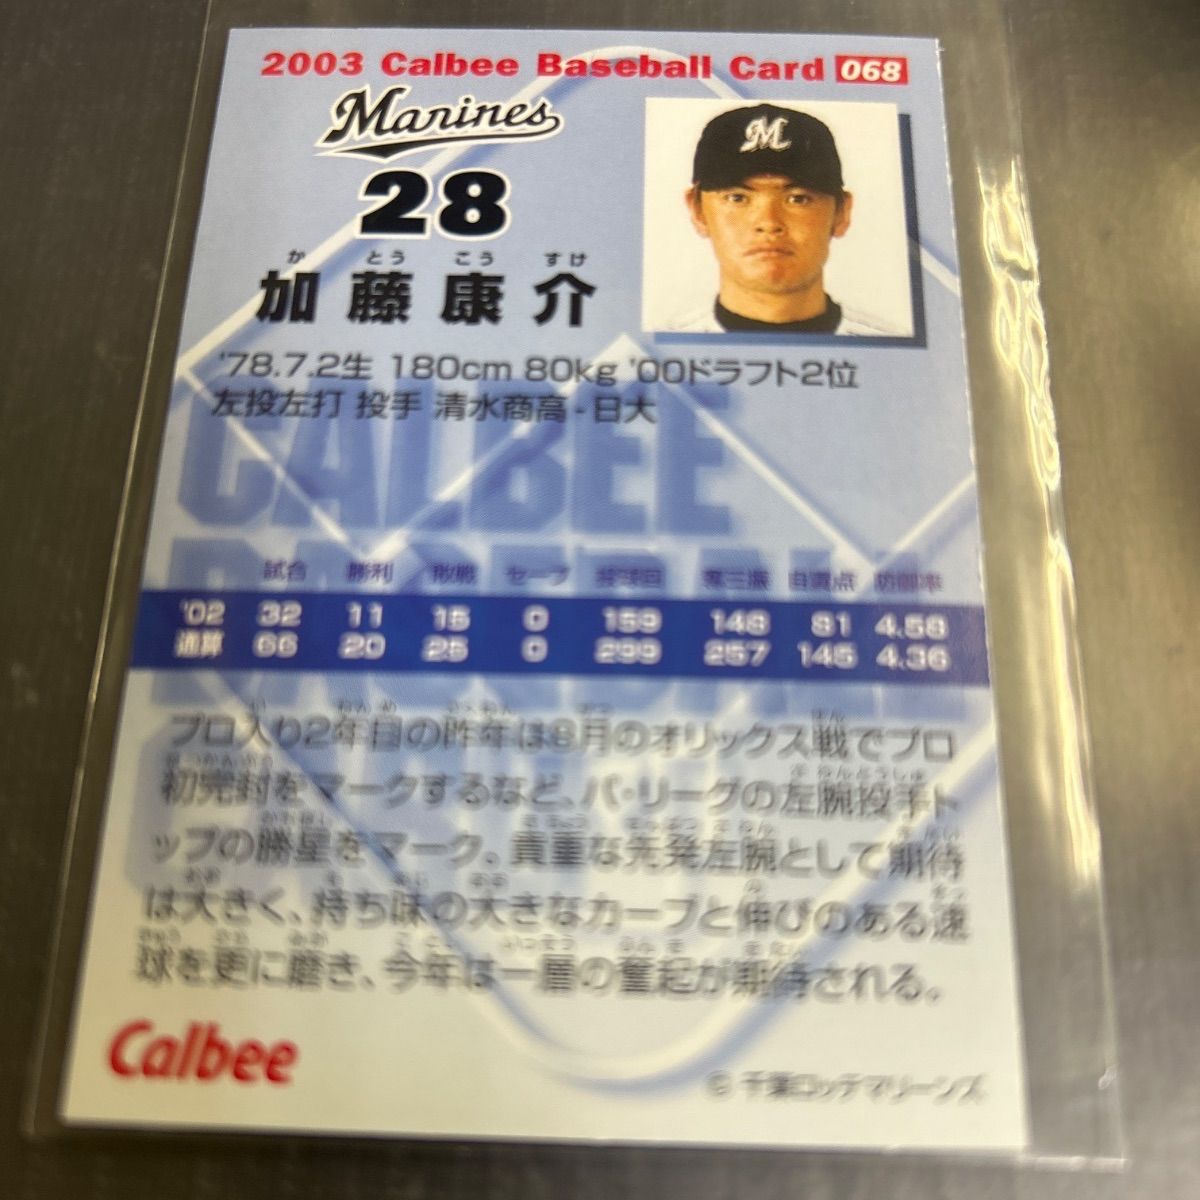 2003 Calbee Baseball Card 068
Marines
28
か とう こう すけ
加藤康介
'78.7.2生 180cm 80kg '00ドラフト2位
左投左打 投手 清水商高-日大
試合 勝利 敗戦 セーブ 投球回 奪三振 自責点 防御率
'02 32 11 15 0 159 148 81 4.58
通算 66 20 25 0 299 257 145 4.36
プロ入り2年目の昨年は8月のオリックス戦でプロ
初完封をマークするなど、パ・リーグの左腕投手ト
ップの勝星をマーク。貴重な先発左腕として期待
は大きく、持ち味の大きなカーブと伸びのある速
球を更に磨き、今年は一層の奮起が期待される。
Calbee
© 千葉ロッテマリーンズ
M
CALBEE
BASEBALL